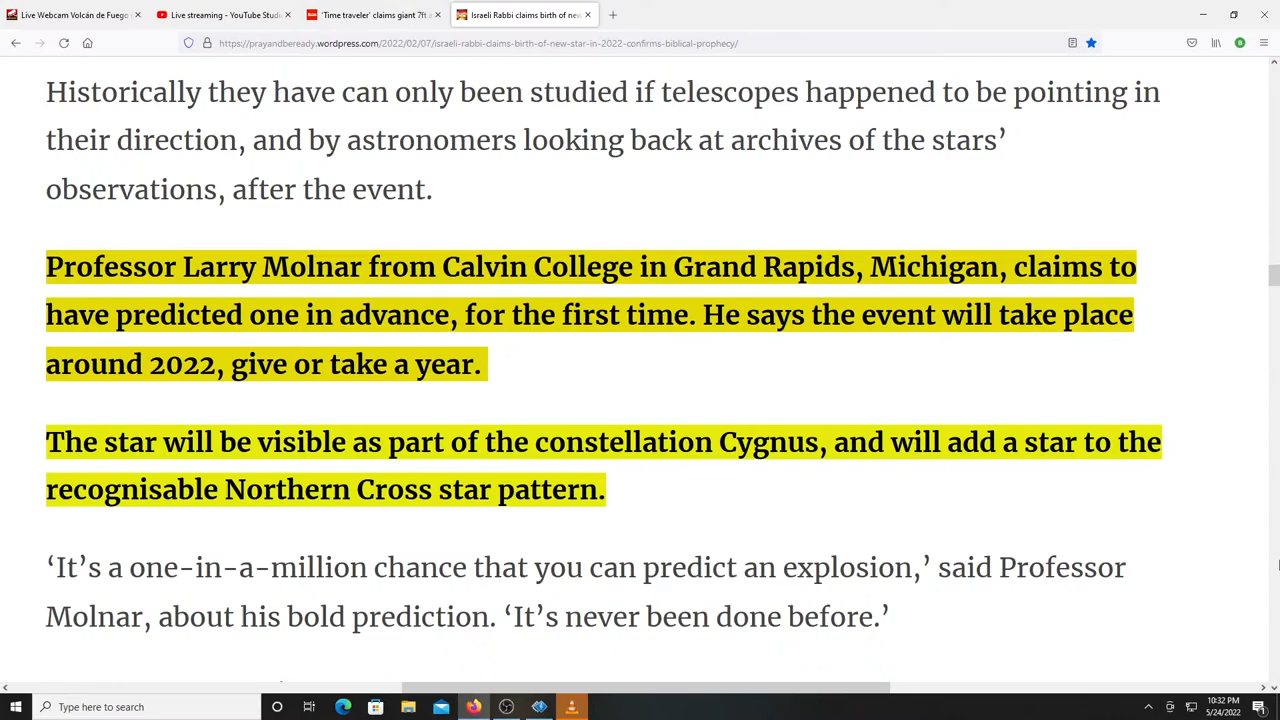 Live Webcam Volcán de Fuego |
Live streaming - YouTube Studi
'Time traveler' claims giant 7ft a
Israeli Rabbi claims birth of new
https://prayandbeready.wordpress.com/2022/02/07/israeli-rabbi-claims-birth-of-new-star-in-2022-confirms-biblical-prophecy/
Historically they have can only been studied if telescopes happened to be pointing in
their direction, and by astronomers looking back at archives of the stars’
observations, after the event.
Professor Larry Molnar from Calvin College in Grand Rapids, Michigan, claims to
have predicted one in advance, for the first time. He says the event will take place
around 2022, give or take a year.
The star will be visible as part of the constellation Cygnus, and will add a star to the
recognisable Northern Cross star pattern.
‘It’s a one-in-a-million chance that you can predict an explosion,’ said Professor
Molnar, about his bold prediction. ‘It’s never been done before.’
Type here to search
10:32 PM
5/24/2022